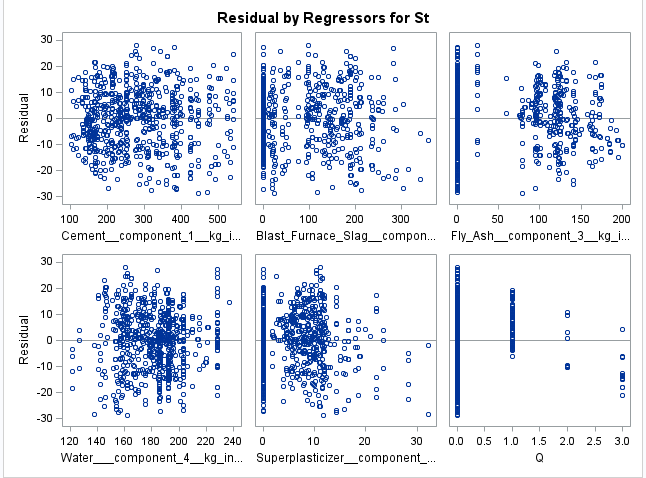 Residual by Regressors for St
30
20
10
0
-10
-20
-30
Residual
100 200 300 400 500
0 100 200 300
0 50 100 150 200
Cement__component_1__kg_i...
Blast_Furnace_Slag__compon...
Fly_Ash__component_3__kg_i...
30
20
10
0
-10
-20
-30
Residual
120 140 160 180 200 220 240
0 10 20 30
0.0 0.5 1.0 1.5 2.0 2.5 3.0
Water___component_4__kg_in...
Superplasticizer__component_...
Q